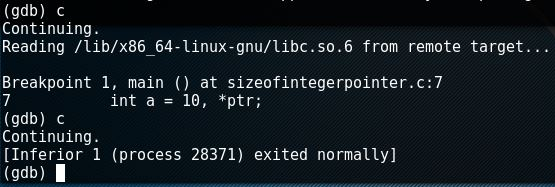 (gdb) c
Continuing.
Reading /lib/x86_64-linux-gnu/libc.so.6 from remote target...
Breakpoint 1, main () at sizeofintegerpointer.c:7
7          int a = 10, *ptr;
(gdb) c
Continuing.
[Inferior 1 (process 28371) exited normally]
(gdb)